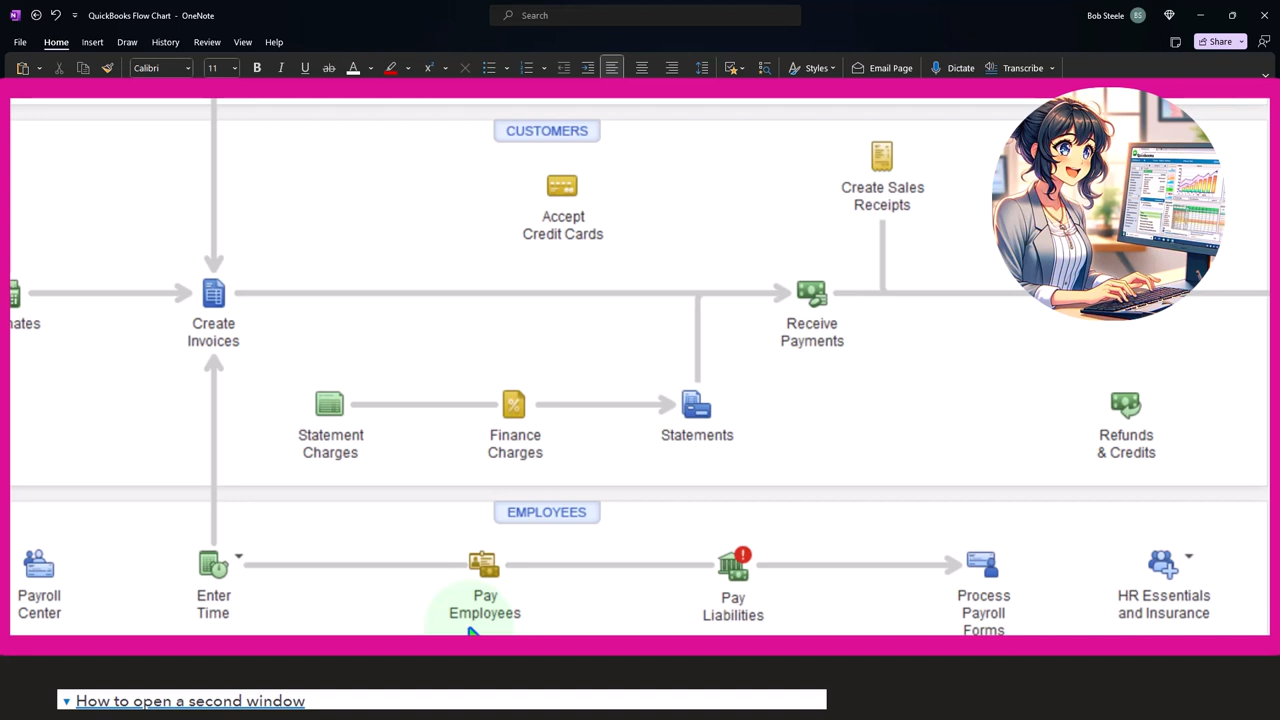 QuickBooks Flow Chart - OneNote
Search
Bob Steele
BS
File
Home
Insert
Draw
History
Review
View
Help
Share
Calibri
11
B
I
U
ab
A
Styles
Email Page
Dictate
Transcribe
CUSTOMERS
Accept
Credit Cards
Create Sales
Receipts
nates
Create
Invoices
Receive
Payments
Statement
Charges
Finance
Charges
Statements
Refunds
& Credits
EMPLOYEES
Payroll
Center
Enter
Time
Pay
Employees
Pay
Liabilities
Process
Payroll
Forms
HR Essentials
and Insurance
How to open a second window